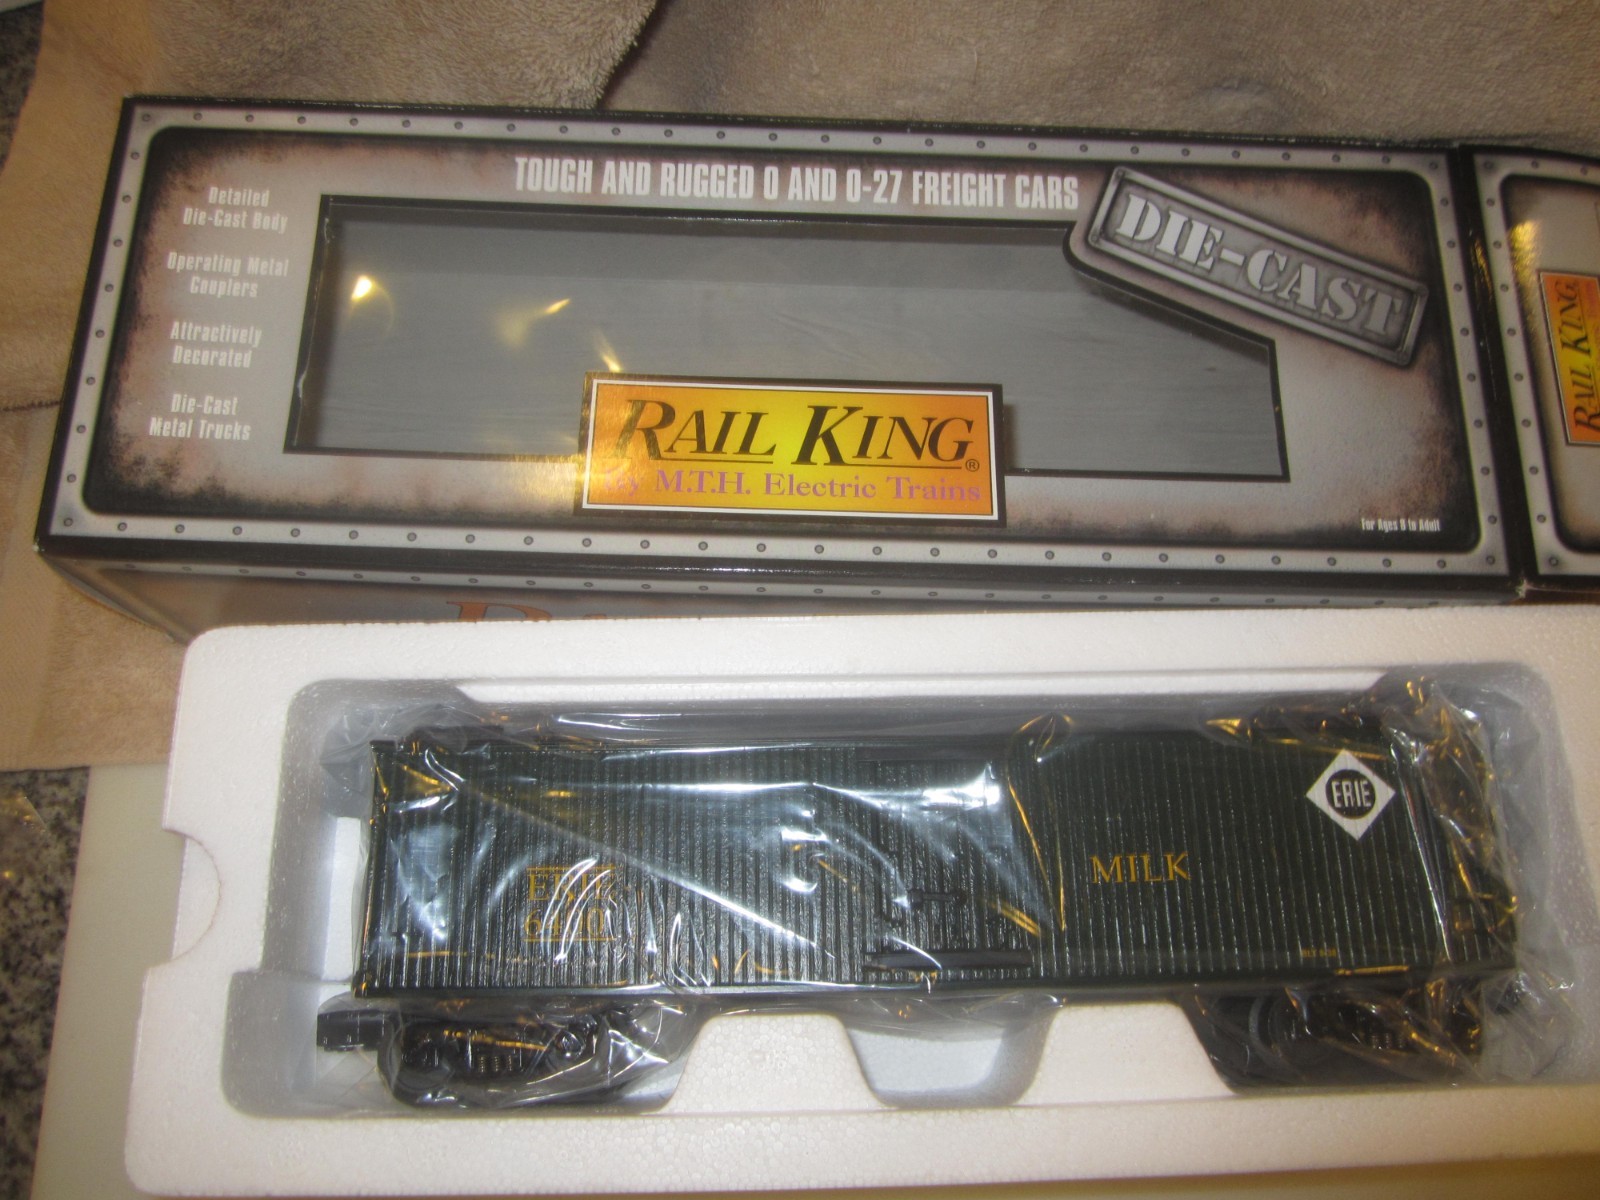 TOUGH AND RUGGED O AND O-27 FREIGHT CARS
DIE-CAST
Detailed
Die-Cast Body
Operating Metal
Couplers
Attractively
Decorated
Die-Cast
Metal Trucks
RAIL KING®
by M.T.H. Electric Trains
For Ages 8 to Adult
RAIL KING
ERIE
MILK
ERIE